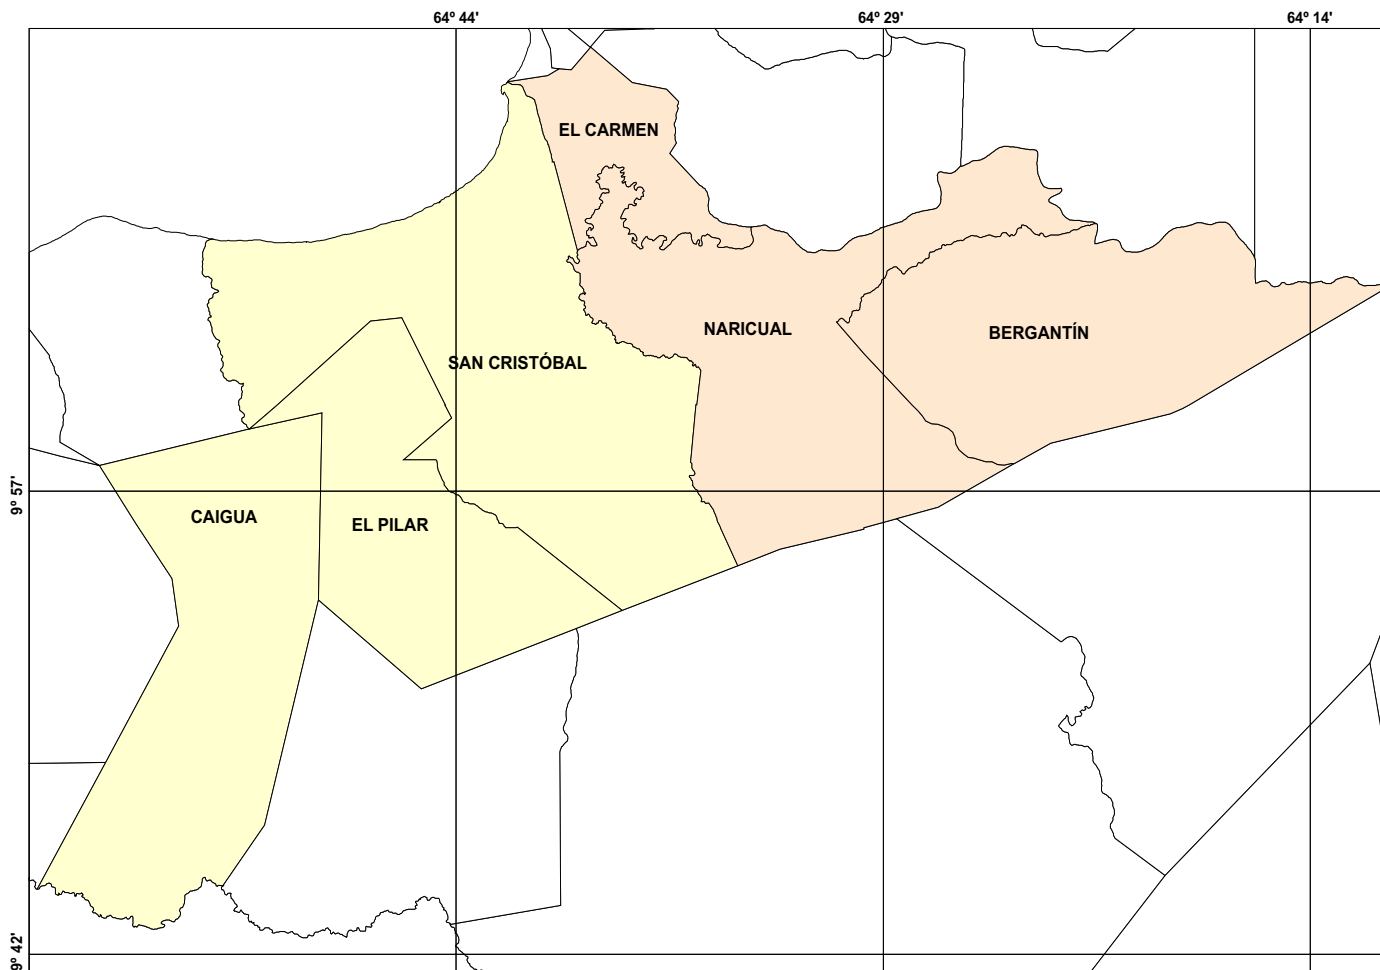 64º 44'
64º 29'
64º 14'
EL CARMEN
NARICUAL
BERGANTÍN
SAN CRISTÓBAL
9º 57'
CAIGUA
EL PILAR
9º 42'